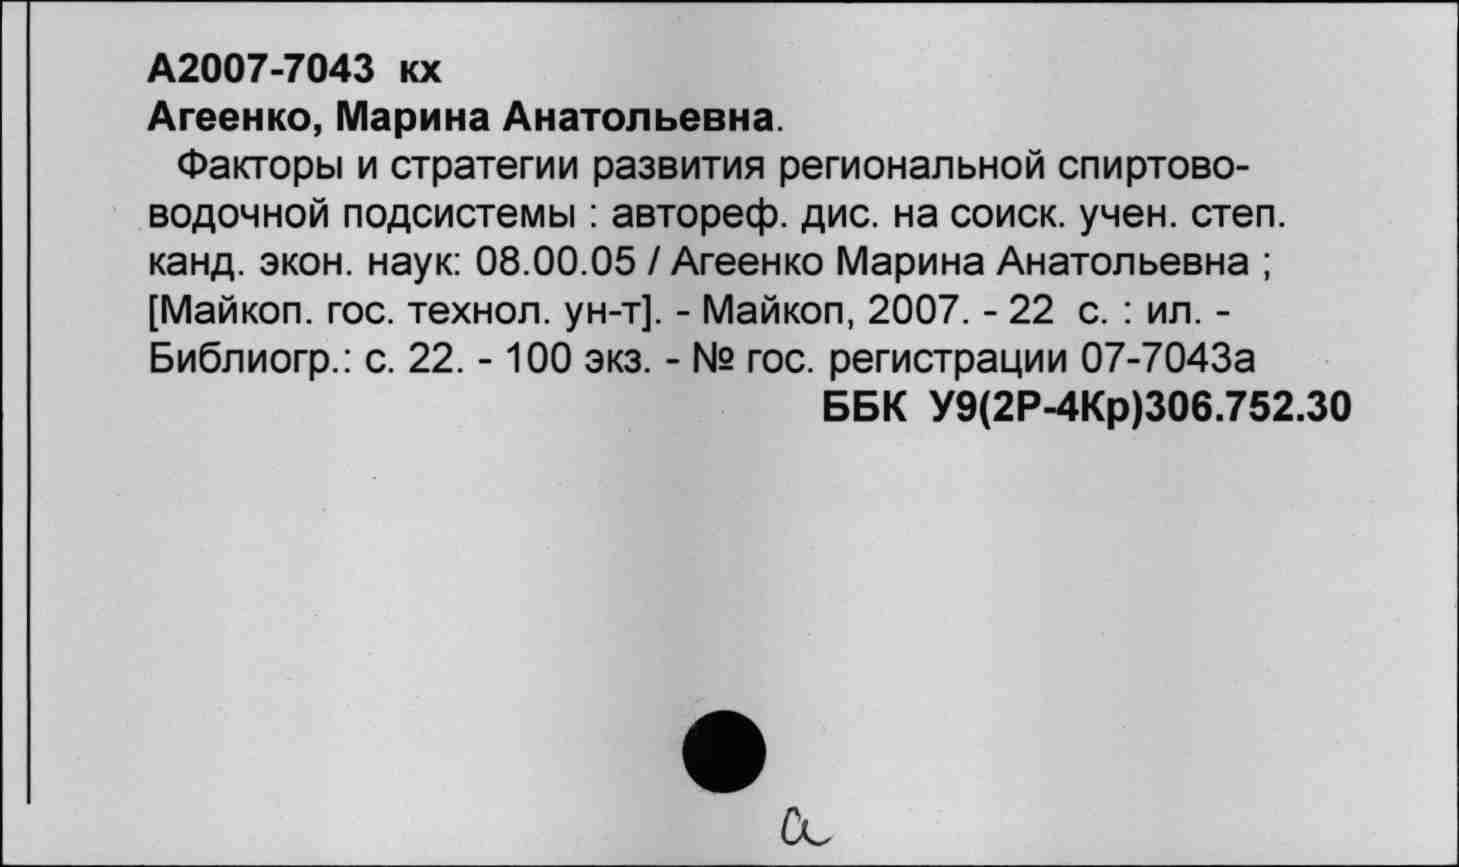 А2007-7043 кх
Агеенко, Марина Анатольевна.
Факторы и стратегии развития региональной спиртово-
водочной подсистемы : автореф. дис. на соиск. учен. степ.
канд. экон. наук: 08.00.05 / Агеенко Марина Анатольевна ;
[Майкоп. гос. технол. ун-т]. - Майкоп, 2007. - 22 с. : ил. -
Библиогр.: с. 22. - 100 экз. - № гос. регистрации 07-7043а
ББК У9(2Р-4Кр)306.752.30
а